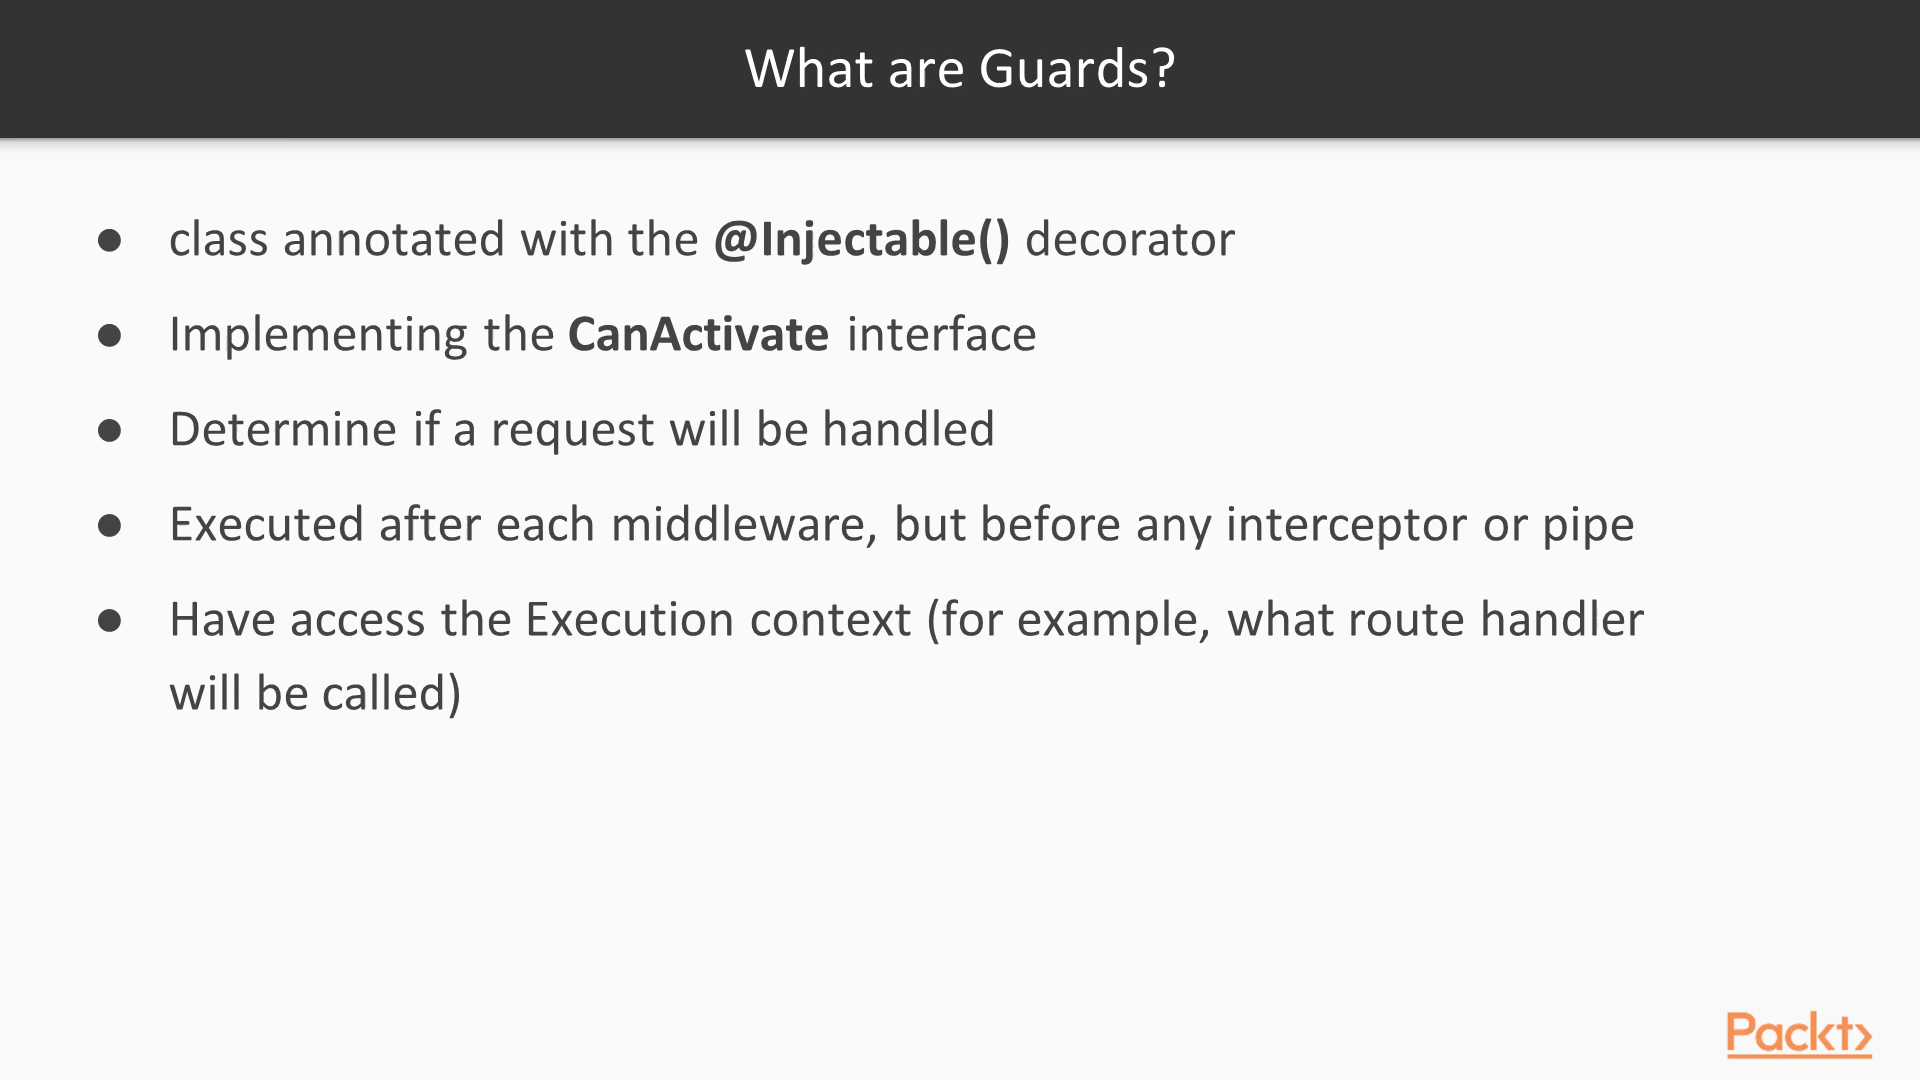 What are Guards?
● class annotated with the @Injectable() decorator
● Implementing the CanActivate interface
● Determine if a request will be handled
● Executed after each middleware, but before any interceptor or pipe
● Have access the Execution context (for example, what route handler
will be called)
Packt